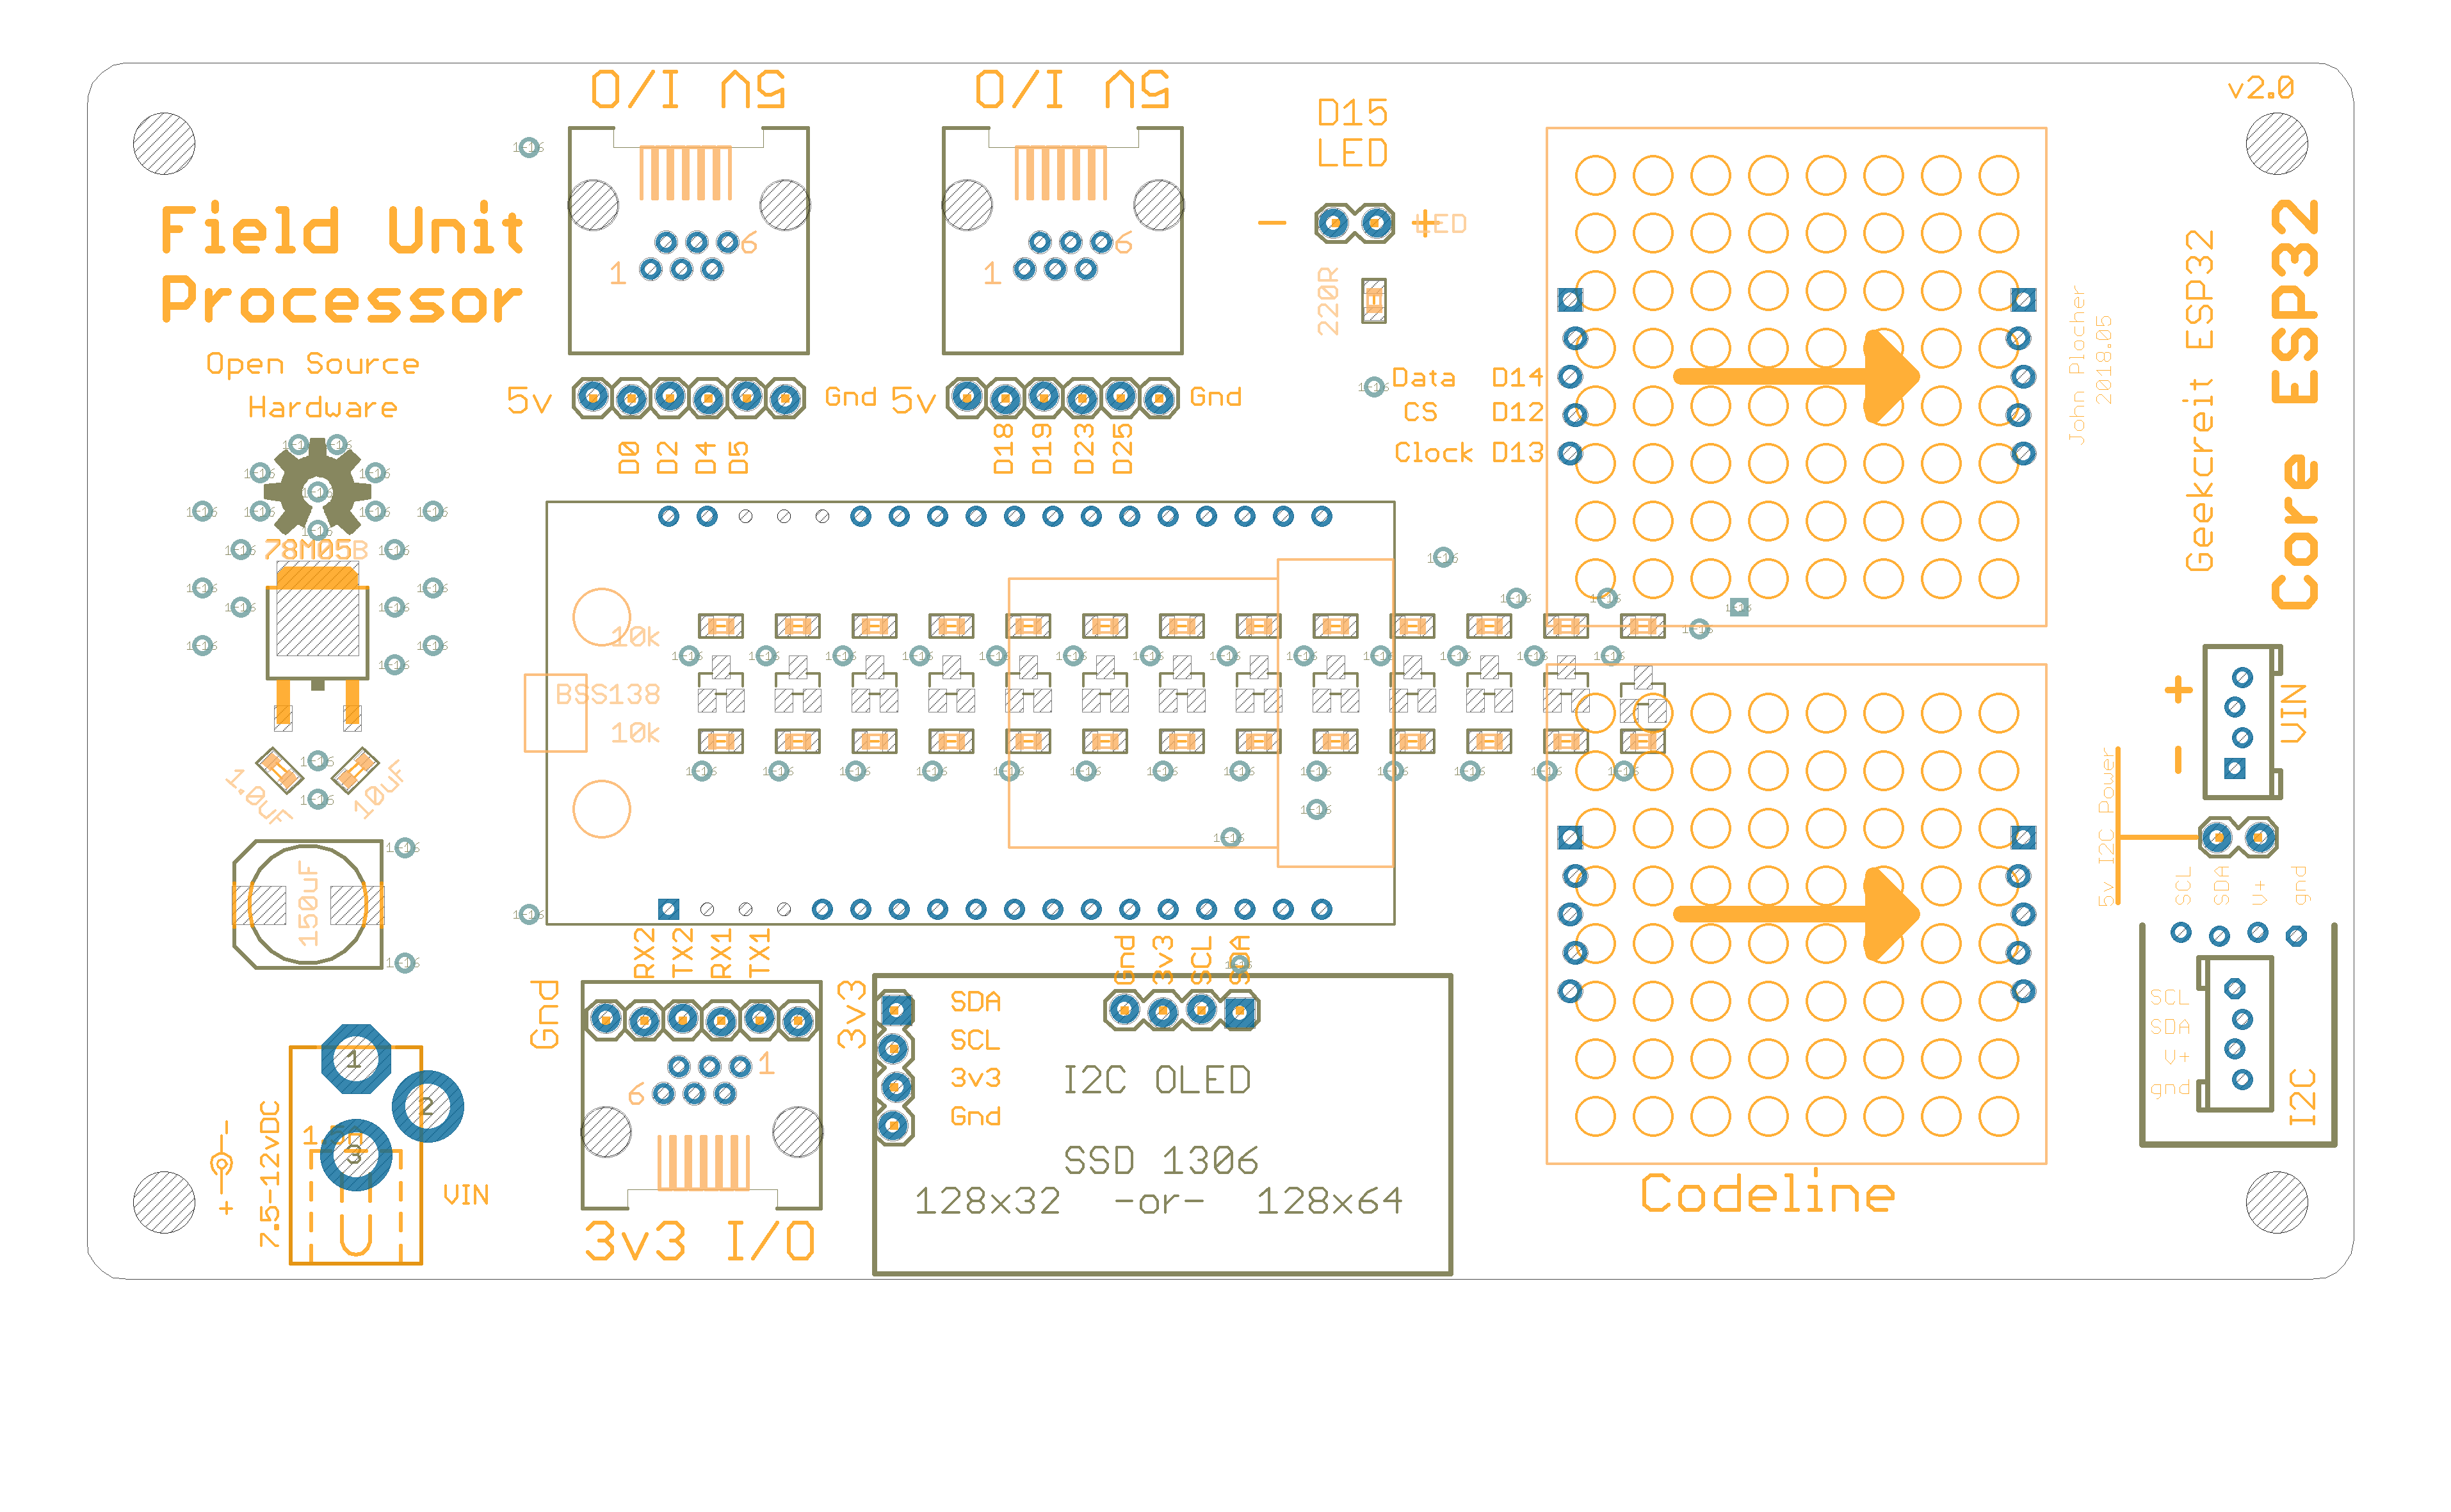 5V I/O
5V I/O
v2.0
D15
LED
Field Unit
Processor
- + LED
6
1
6
1
220R
Open Source
Hardware
5v Gnd
5v Gnd
D0 D2 D4 D5
D18 D19 D23 D25
Data D14
CS D12
Clock D13
John Plocher
2018.05
Geekcreit ESP32
Core ESP32
78M05B
10k
BSS138
10k
1.0uF
10uF
150uF
+
-
VIN
5v I2C Power
SCL SDA V+ gnd
RX2 TX2 RX1 TX1
Gnd 3v3 SCL SDA
Gnd 3v3
1
6
SDA
SCL
3v3
Gnd
I2C OLED
SSD 1306
128x32 -or- 128x64
SCL
SDA
V+
gnd
I2C
1
2
3
1.3A
-
+
7.5-12vDC
VIN
3v3 I/O
Codeline